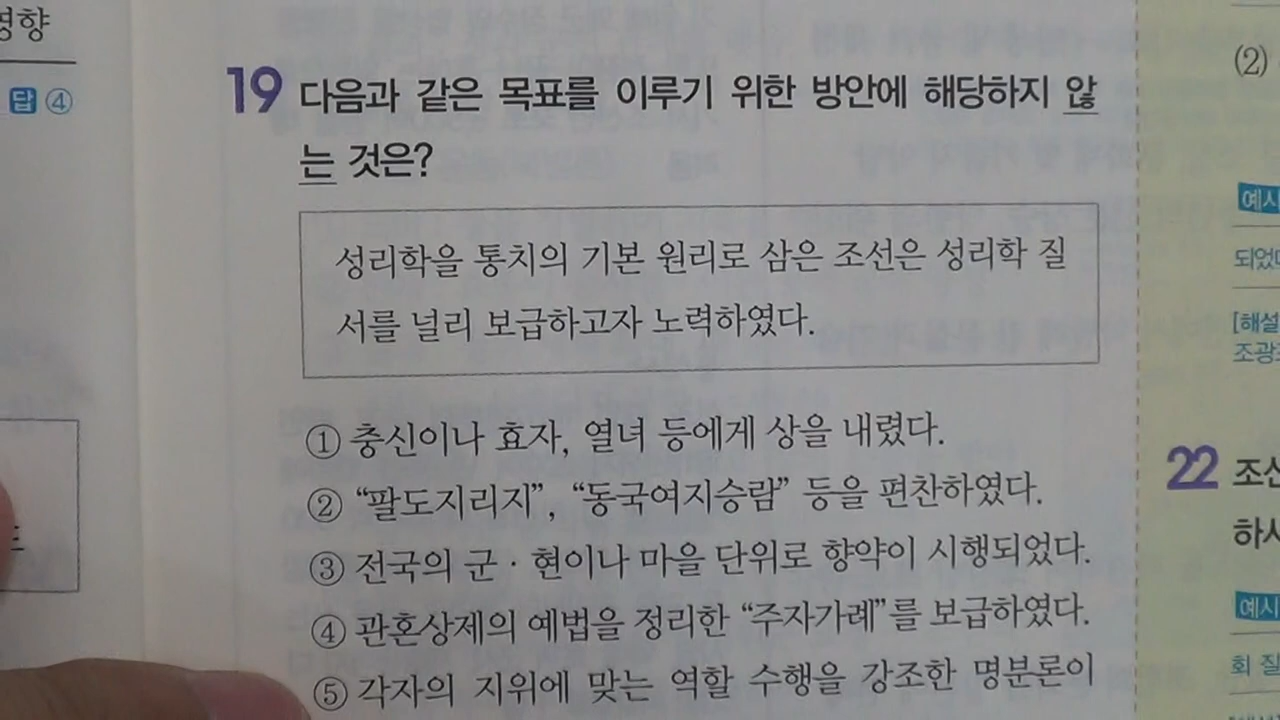 영향
답 ④
19 다음과 같은 목표를 이루기 위한 방안에 해당하지 않
는 것은?
성리학을 통치의 기본 원리로 삼은 조선은 성리학 질
서를 널리 보급하고자 노력하였다.
① 충신이나 효자, 열녀 등에게 상을 내렸다.
② “팔도지리지”, “동국여지승람” 등을 편찬하였다.
③ 전국의 군·현이나 마을 단위로 향약이 시행되었다.
④ 관혼상제의 예법을 정리한 “주자가례”를 보급하였다.
⑤ 각자의 지위에 맞는 역할 수행을 강조한 명분론이
(2)
예시
되었다
[해설
조광
22 조선
하시
예시
회 질